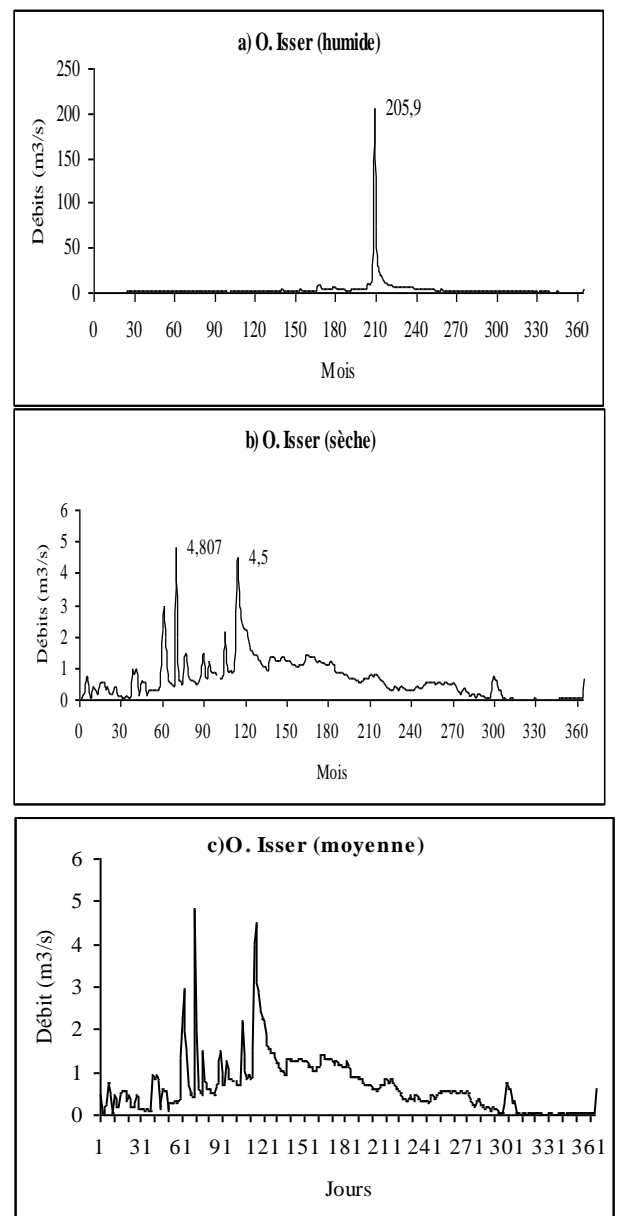 a) O. Isser (humide)
250
200
150
100
50
0
205,9
Débits (m3/s)
0 30 60 90 120 150 180 210 240 270 300 330 360
Mois
b) O. Isser (sèche)
6
5
4
3
2
1
0
4,807
4,5
Débits (m3/s)
0 30 60 90 120 150 180 210 240 270 300 330 360
Mois
c)O. Isser (moyenne)
6
5
4
3
2
1
0
Débit (m3/s)
1 31 61 91 121 151 181 211 241 271 301 331 361
Jours